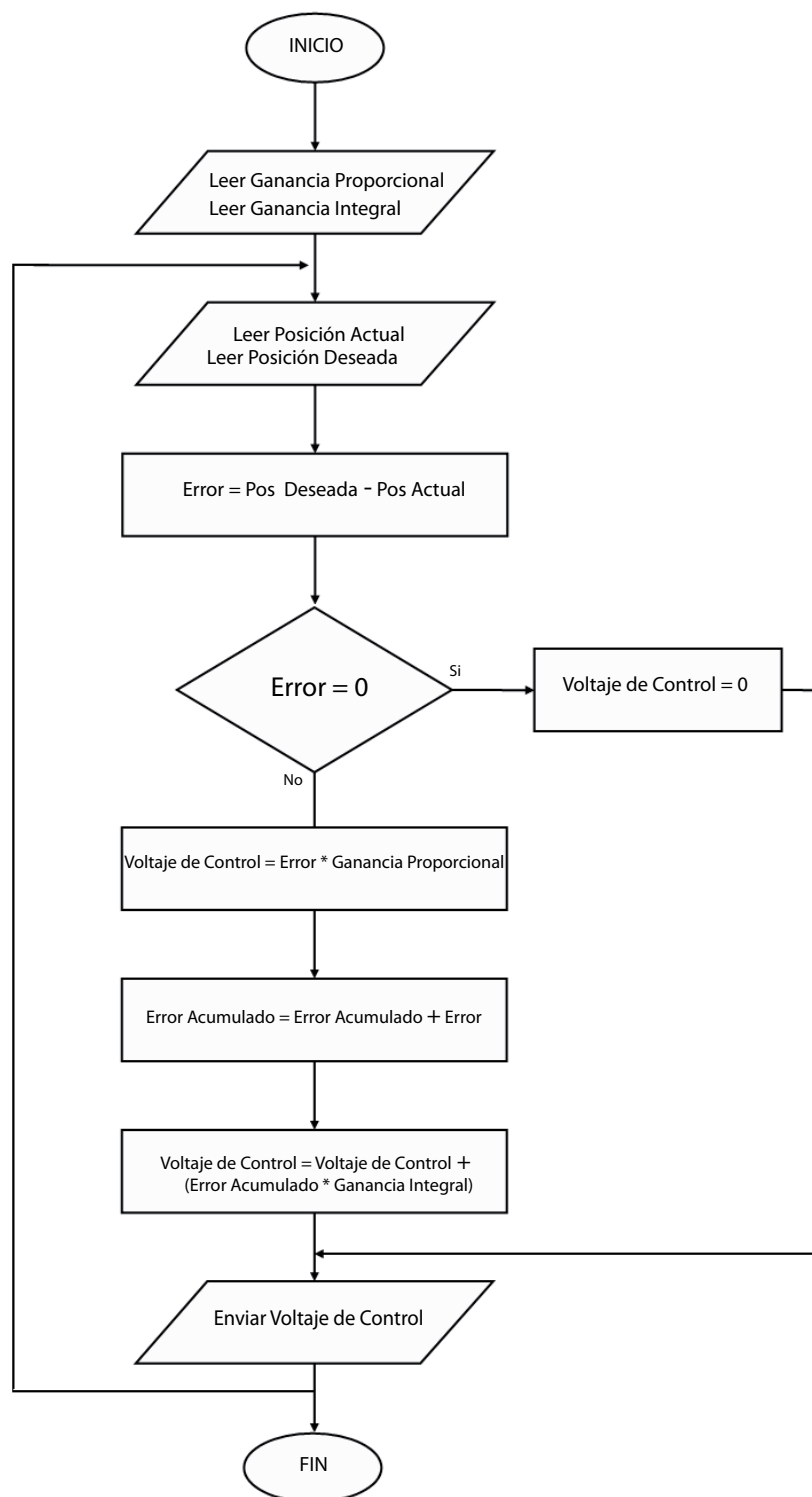 INICIO
Leer Ganancia Proporcional
Leer Ganancia Integral
Leer Posición Actual
Leer Posición Deseada
Error = Pos Deseada - Pos Actual
Error = 0
Si
Voltaje de Control = 0
No
Voltaje de Control = Error * Ganancia Proporcional
Error Acumulado = Error Acumulado + Error
Voltaje de Control = Voltaje de Control +
(Error Acumulado * Ganancia Integral)
Enviar Voltaje de Control
FIN